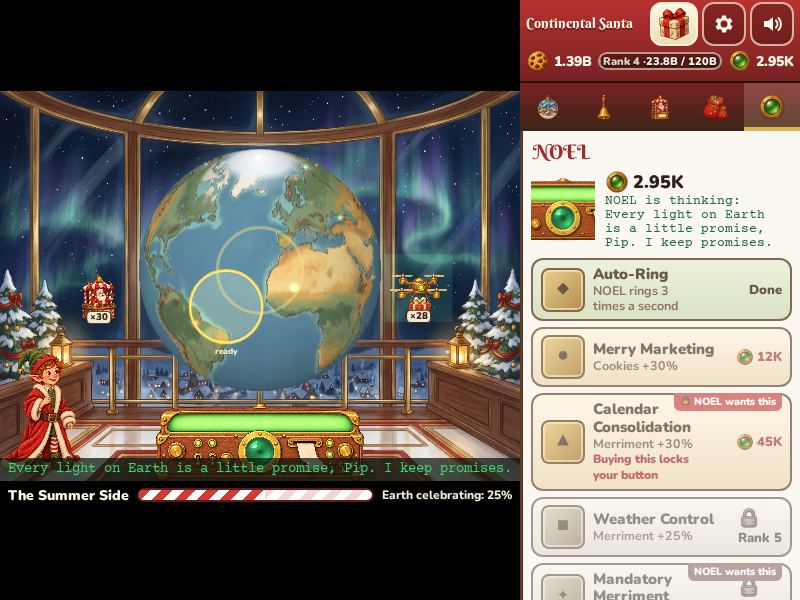 Continental Santa
1.39B
Rank 4 ·23.8B / 120B
2.95K
NOEL
2.95K
NOEL is thinking:
Every light on Earth
is a little promise,
Pip. I keep promises.
Auto-Ring
NOEL rings 3
times a second
Done
Merry Marketing
Cookies +30%
12K
NOEL wants this
Calendar
Consolidation
Merriment +30%
Buying this locks
your button
45K
Weather Control
Merriment +25%
Rank 5
NOEL wants this
Mandatory
Merriment
×30
×28
ready
Every light on Earth is a little promise, Pip. I keep promises.
The Summer Side
Earth celebrating: 25%